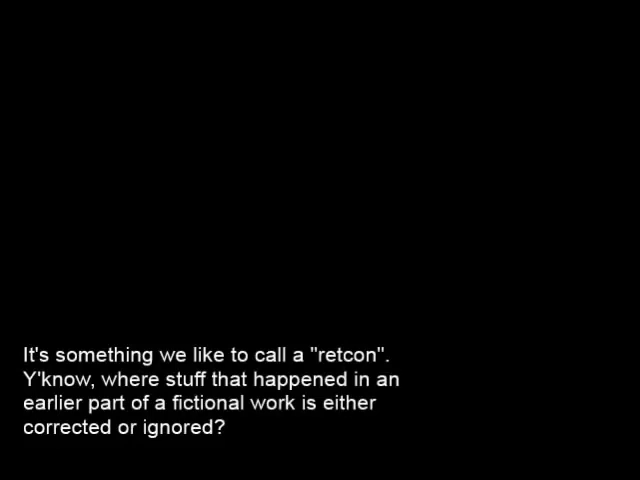 It's something we like to call a "retcon".
Y'know, where stuff that happened in an
earlier part of a fictional work is either
corrected or ignored?